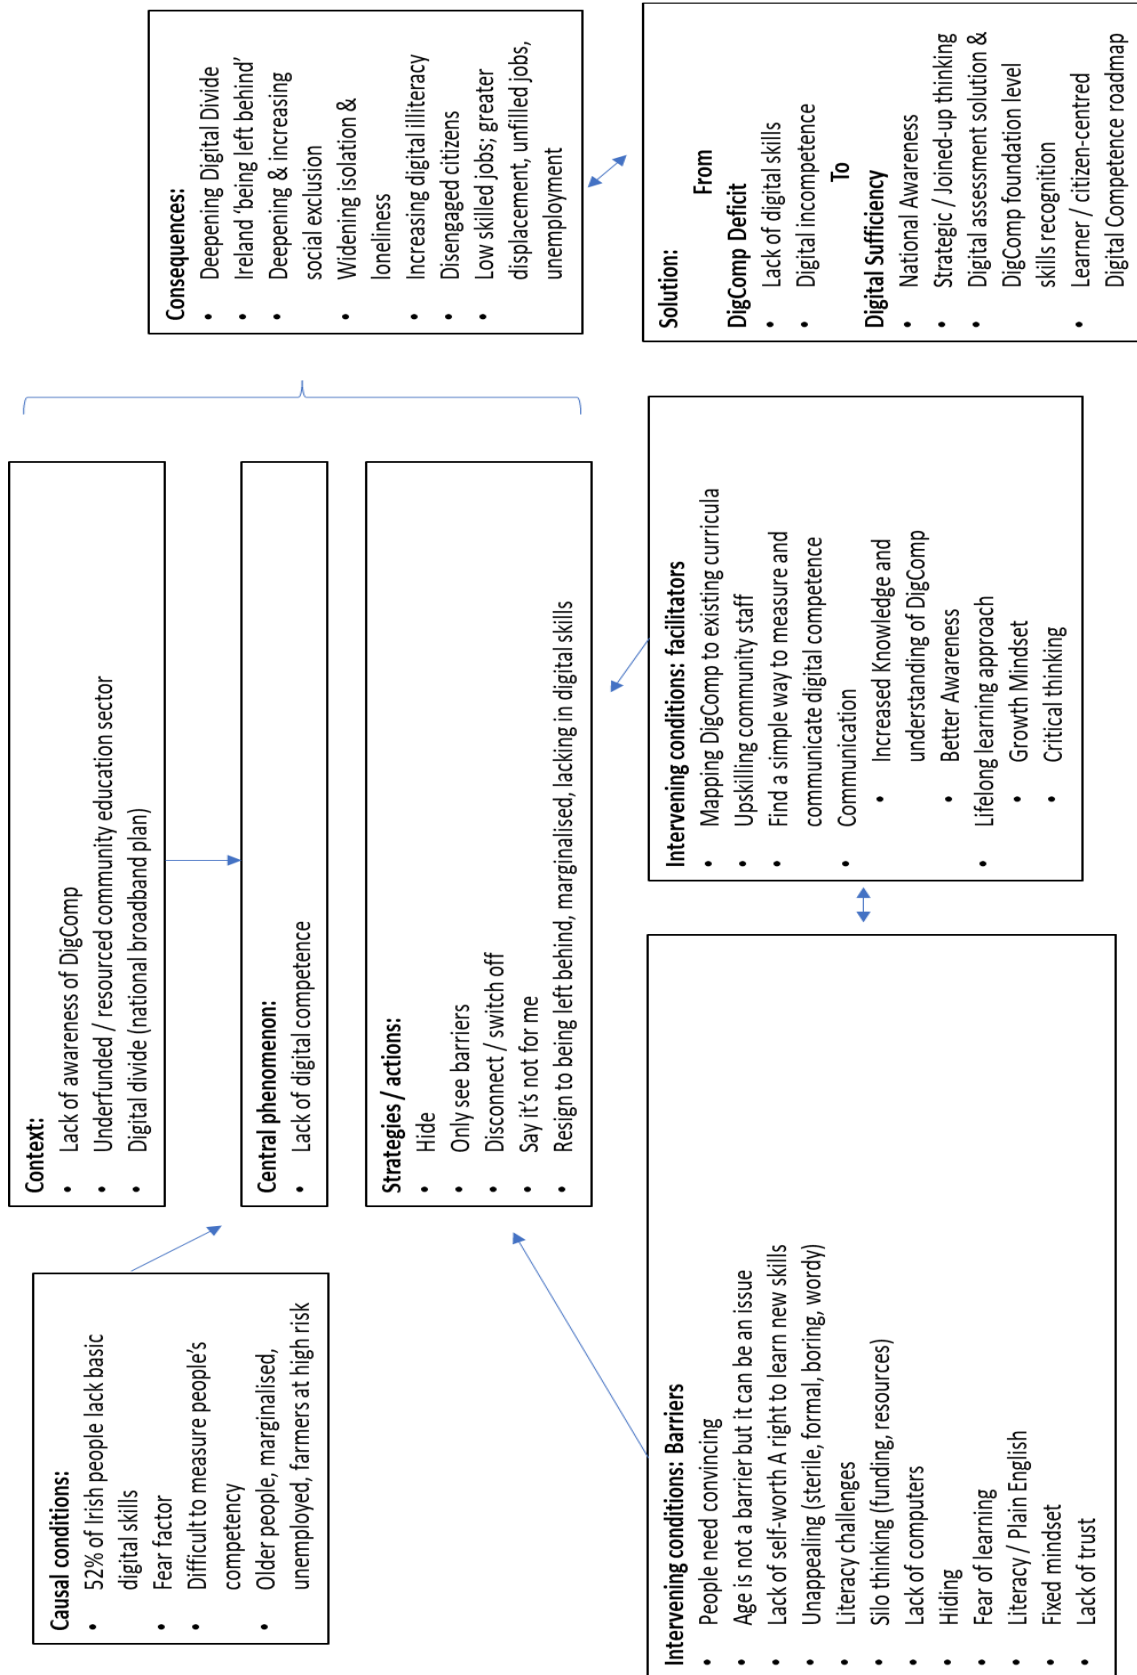 Causal conditions:
• 52% of Irish people lack basic
digital skills
• Fear factor
• Difficult to measure people's
competency
• Older people, marginalised,
unemployed, farmers at high risk
Context:
• Lack of awareness of DigComp
• Underfunded / resourced community education sector
• Digital divide (national broadband plan)
Central phenomenon:
• Lack of digital competence
Strategies / actions:
• Hide
• Only see barriers
• Disconnect / switch off
• Say it's not for me
• Resign to being left behind, marginalised, lacking in digital skills
Consequences:
• Deepening Digital Divide
• Ireland 'being left behind'
• Deepening & increasing
social exclusion
• Widening isolation &
loneliness
• Increasing digital illiteracy
• Disengaged citizens
• Low skilled jobs; greater
displacement, unfilled jobs,
unemployment
Intervening conditions: Barriers
• People need convincing
• Age is not a barrier but it can be an issue
• Lack of self-worth A right to learn new skills
• Unappealing (sterile, formal, boring, wordy)
• Literacy challenges
• Silo thinking (funding, resources)
• Lack of computers
• Hiding
• Fear of learning
• Literacy / Plain English
• Fixed mindset
• Lack of trust
Intervening conditions: facilitators
• Mapping DigComp to existing curricula
• Upskilling community staff
• Find a simple way to measure and
communicate digital competence
• Communication
• Increased Knowledge and
understanding of DigComp
• Better Awareness
• Lifelong learning approach
• Growth Mindset
• Critical thinking
Solution:
From
DigComp Deficit
• Lack of digital skills
• Digital incompetence
To
Digital Sufficiency
• National Awareness
• Strategic / Joined-up thinking
• Digital assessment solution &
DigComp foundation level
skills recognition
• Learner / citizen-centred
Digital Competence roadmap